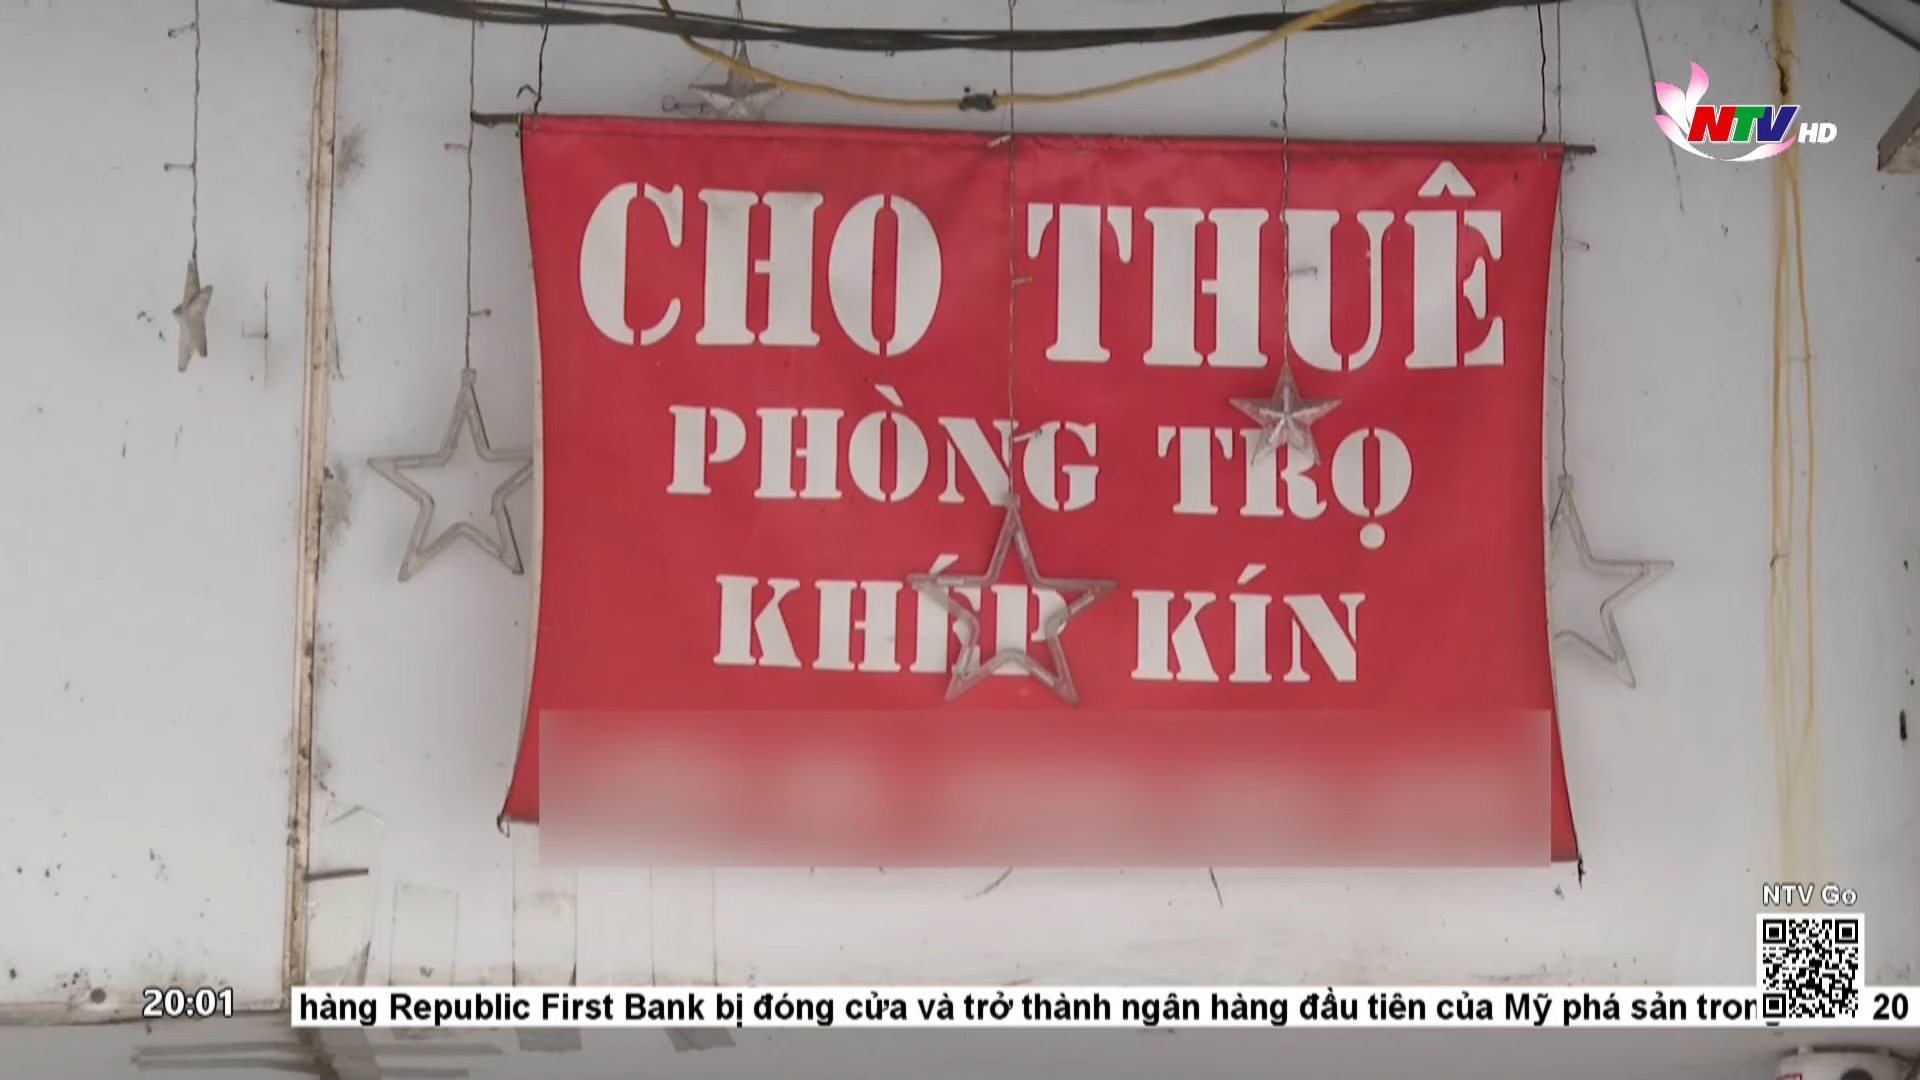 NTV HD
CHO THUÊ
PHÒNG TRỌ
KHÉP KÍN
NTV Go
20:01
hàng Republic First Bank bị đóng cửa và trở thành ngân hàng đầu tiên của Mỹ phá sản trong 20